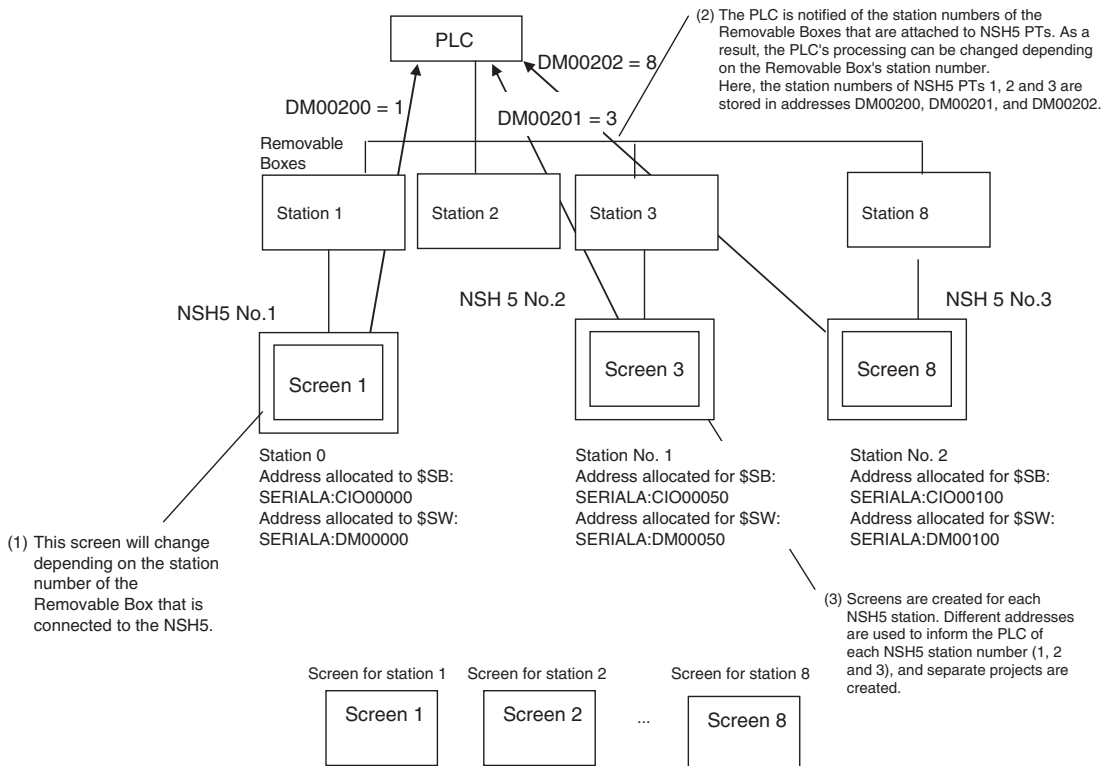 (2) The PLC is notified of the station numbers of the
Removable Boxes that are attached to NSH5 PTs. As a
result, the PLC's processing can be changed depending
on the Removable Box's station number.
Here, the station numbers of NSH5 PTs 1, 2 and 3 are
stored in addresses DM00200, DM00201, and DM00202.
PLC
DM00202 = 8
DM00200 = 1
DM00201 = 3
Removable
Boxes
Station 1
Station 2
Station 3
Station 8
NSH5 No.1
NSH 5 No.2
NSH 5 No.3
Screen 1
Screen 3
Screen 8
Station 0
Address allocated to $SB:
SERIALA:CIO00000
Address allocated to $SW:
SERIALA:DM00000
Station No. 1
Address allocated for $SB:
SERIALA:CIO00050
Address allocated for $SW:
SERIALA:DM00050
Station No. 2
Address allocated for $SB:
SERIALA:CIO00100
Address allocated for $SW:
SERIALA:DM00100
(1) This screen will change
depending on the station
number of the
Removable Box that is
connected to the NSH5.
(3) Screens are created for each
NSH5 station. Different addresses
are used to inform the PLC of
each NSH5 station number (1, 2
and 3), and separate projects are
created.
Screen for station 1
Screen for station 2
Screen for station 8
Screen 1
Screen 2
...
Screen 8